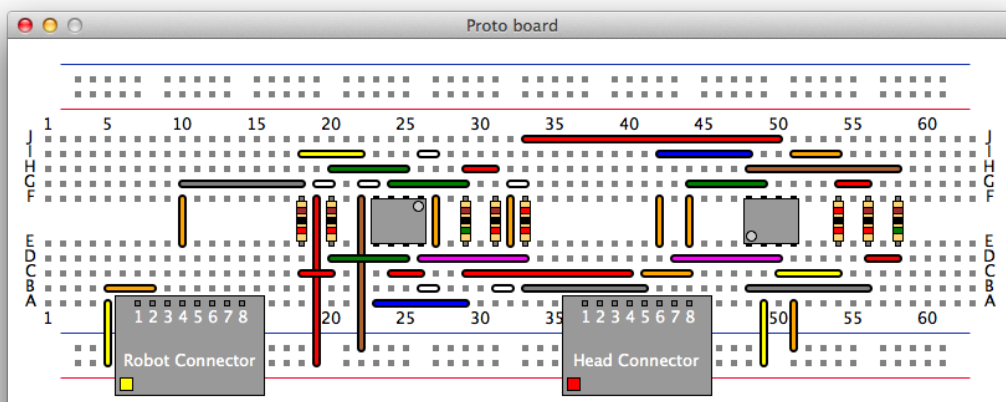 Proto board
1 5 10 15 20 25 30 35 40 45 50 55 60
J J
I I
H H
G G
F F
E E
D D
C C
B B
A A
1 2 3 4 5 6 7 8 1 2 3 4 5 6 7 8
1 20 25 30 35 50 55 60
Robot Connector Head Connector